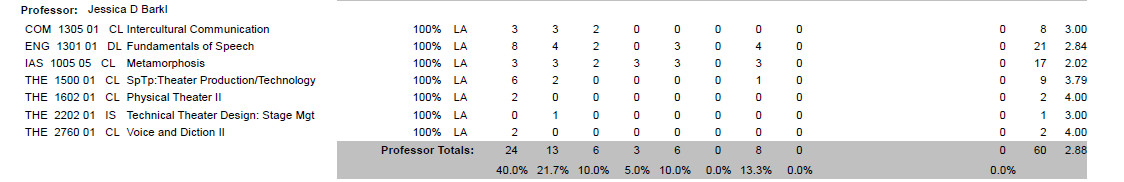 Professor: Jessica D Barkl
COM 1305 01 CL Intercultural Communication 100% LA 3 3 2 0 0 0 0 0 0 8 3.00
ENG 1301 01 DL Fundamentals of Speech 100% LA 8 4 2 0 3 0 4 0 0 21 2.84
IAS 1005 05 CL Metamorphosis 100% LA 3 3 2 3 3 0 3 0 0 17 2.02
THE 1500 01 CL SpTp:Theater Production/Technology 100% LA 6 2 0 0 0 0 1 0 0 9 3.79
THE 1602 01 CL Physical Theater II 100% LA 2 0 0 0 0 0 0 0 0 2 4.00
THE 2202 01 IS Technical Theater Design: Stage Mgt 100% LA 0 1 0 0 0 0 0 0 0 1 3.00
THE 2760 01 CL Voice and Diction II 100% LA 2 0 0 0 0 0 0 0 0 2 4.00
Professor Totals: 24 13 6 3 6 0 8 0 0 60 2.88
40.0% 21.7% 10.0% 5.0% 10.0% 0.0% 13.3% 0.0% 0.0%